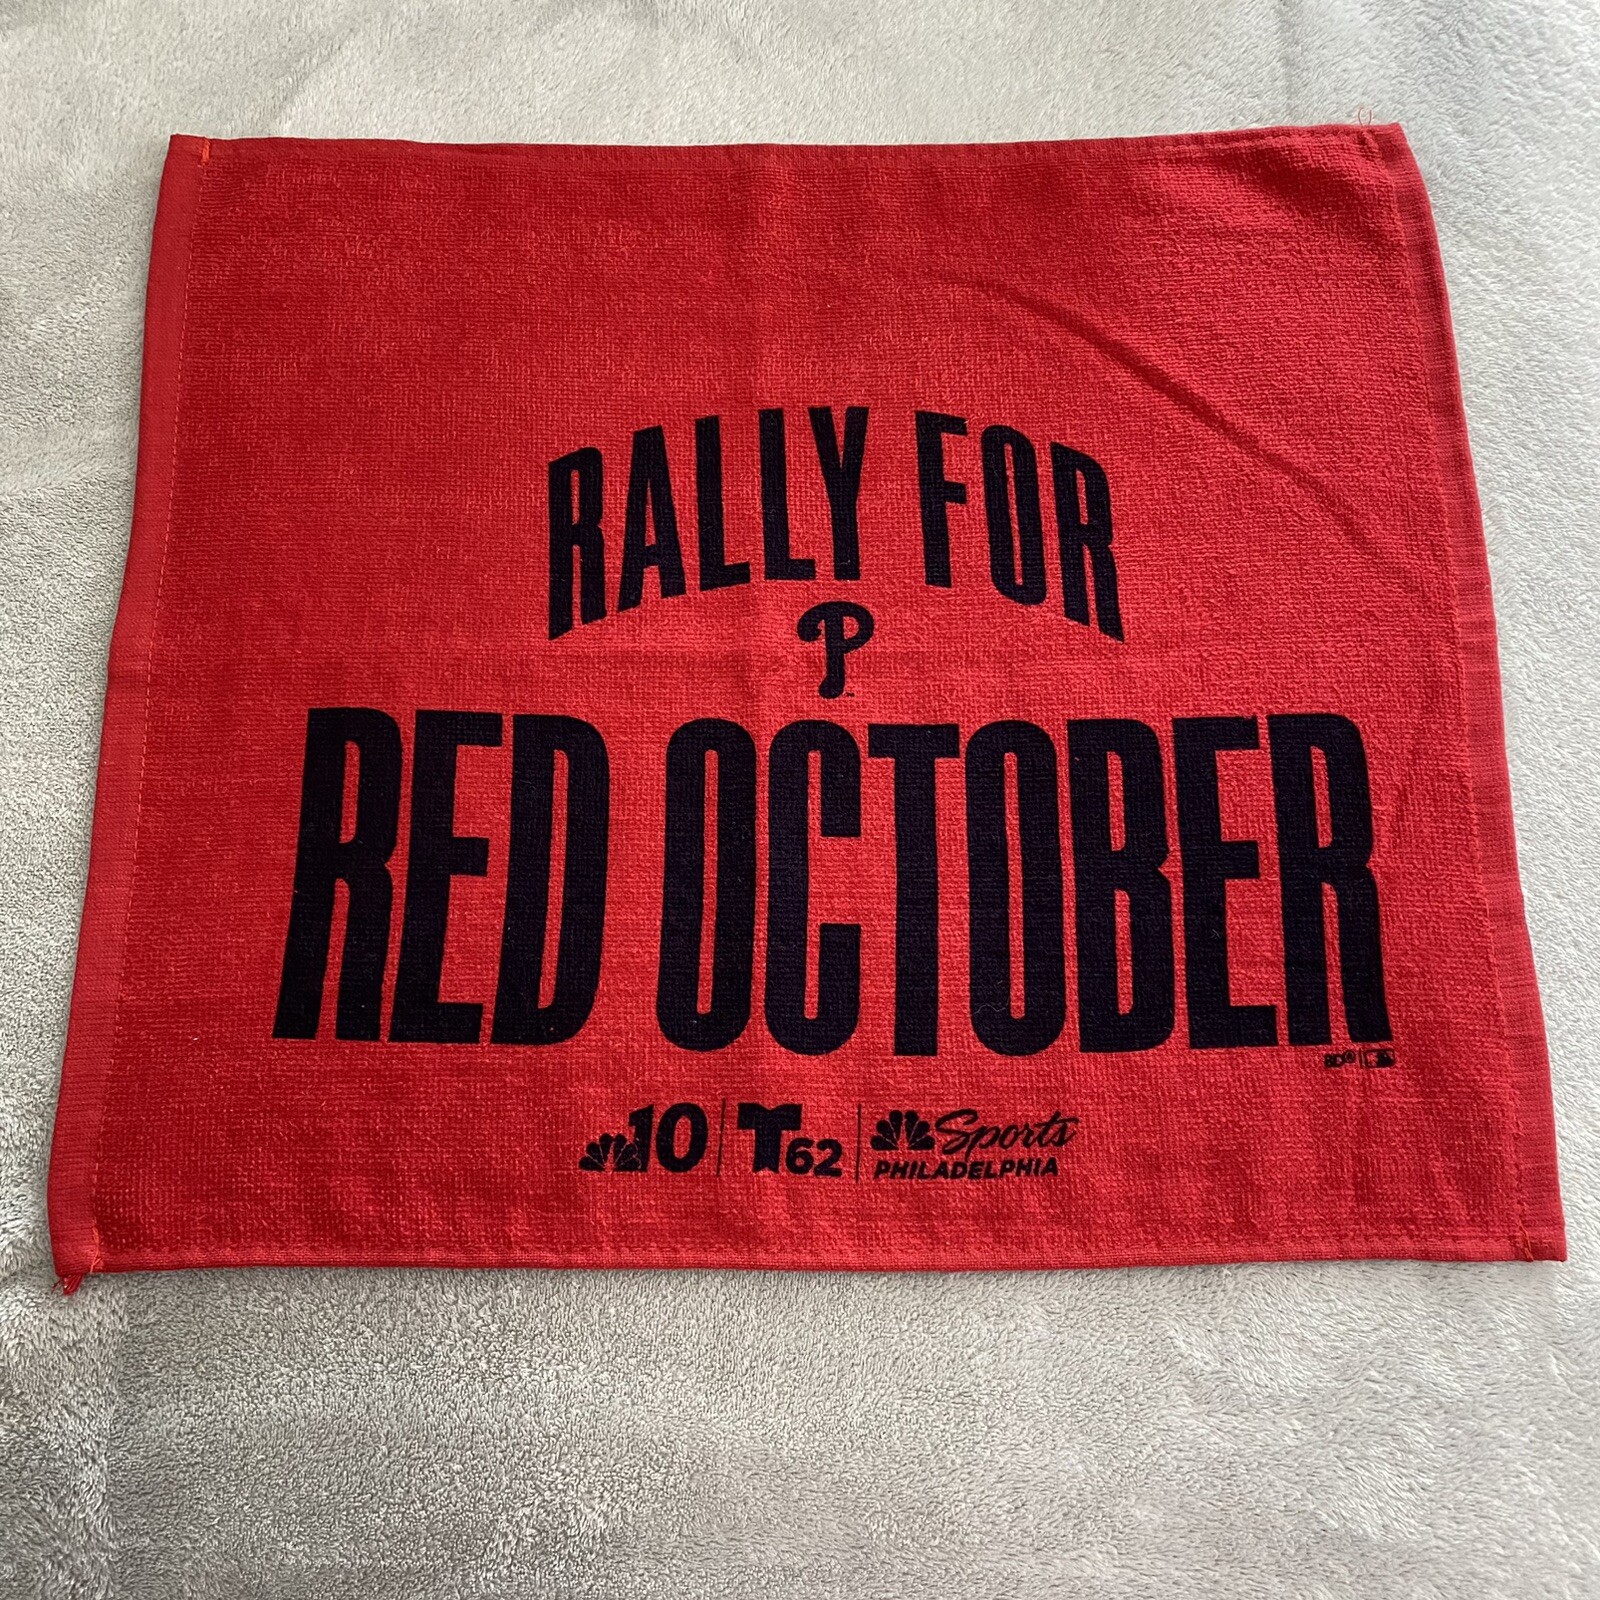 RALLY FOR
P
RED OCTOBER
10 T62 Sports
PHILADELPHIA